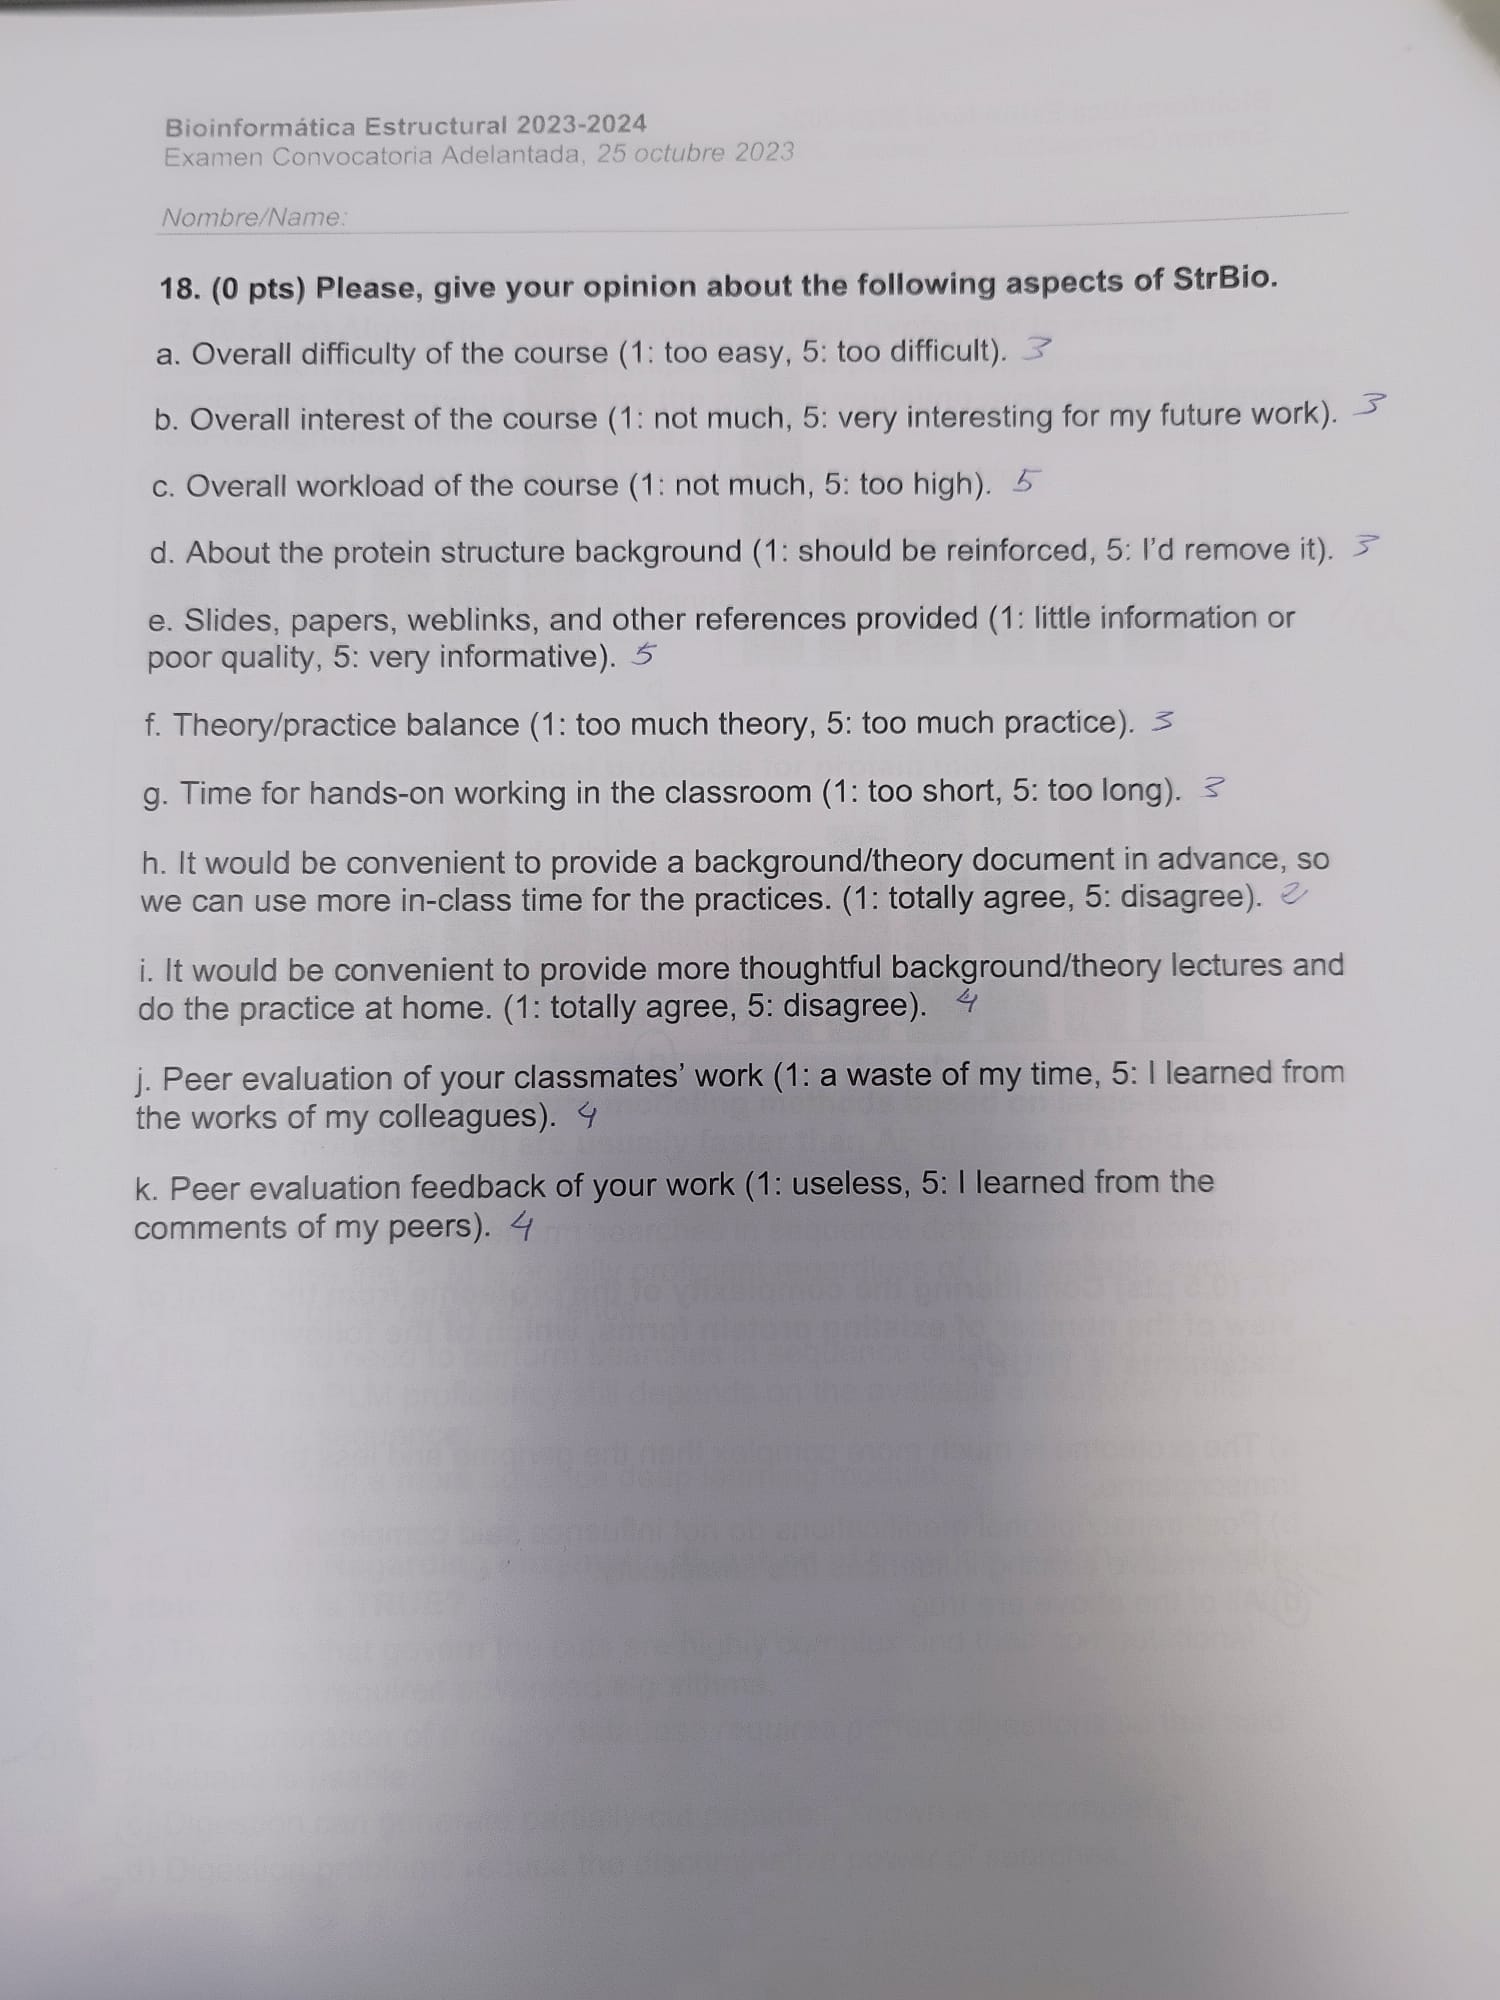 Bioinformática Estructural 2023-2024
Examen Convocatoria Adelantada, 25 octubre 2023
Nombre/Name:
18. (0 pts) Please, give your opinion about the following aspects of StrBio.
a. Overall difficulty of the course (1: too easy, 5: too difficult). 3
b. Overall interest of the course (1: not much, 5: very interesting for my future work). 3
c. Overall workload of the course (1: not much, 5: too high). 5
d. About the protein structure background (1: should be reinforced, 5: I'd remove it). 3
e. Slides, papers, weblinks, and other references provided (1: little information or
poor quality, 5: very informative). 5
f. Theory/practice balance (1: too much theory, 5: too much practice). 3
g. Time for hands-on working in the classroom (1: too short, 5: too long). 3
h. It would be convenient to provide a background/theory document in advance, so
we can use more in-class time for the practices. (1: totally agree, 5: disagree). 2
i. It would be convenient to provide more thoughtful background/theory lectures and
do the practice at home. (1: totally agree, 5: disagree). 4
j. Peer evaluation of your classmates' work (1: a waste of my time, 5: I learned from
the works of my colleagues). 4
k. Peer evaluation feedback of your work (1: useless, 5: I learned from the
comments of my peers). 4